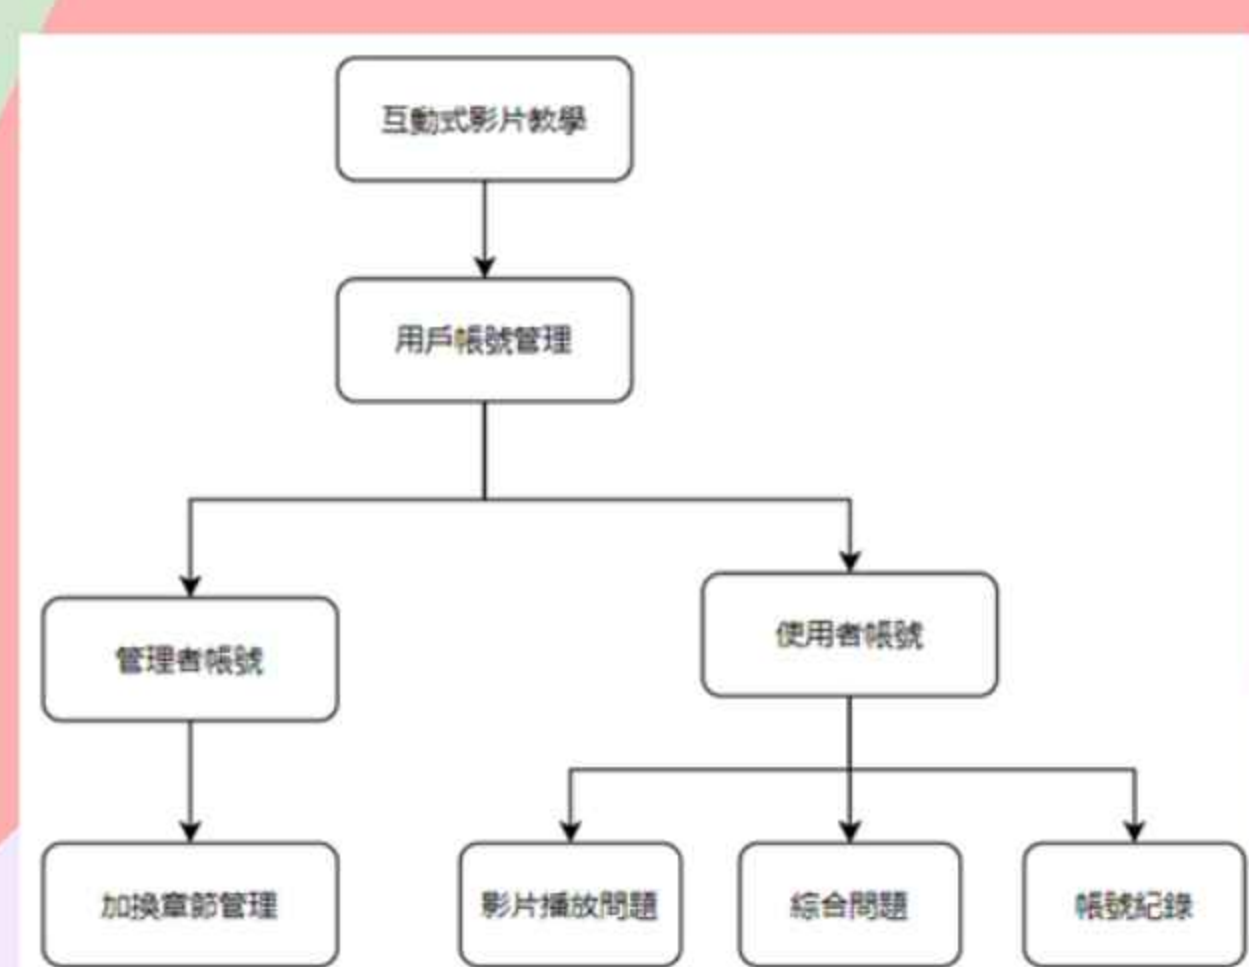 互動式影片教學
用戶帳號管理
管理者帳號
使用者帳號
加換章節管理
影片播放問題
綜合問題
帳號紀錄